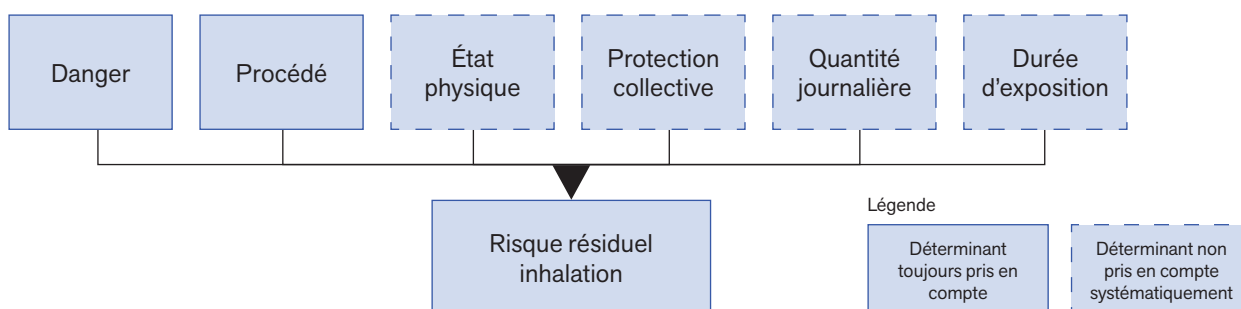 Danger
Procédé
État
physique
Protection
collective
Quantité
journalière
Durée
d'exposition
Risque résiduel
inhalation
Légende
Déterminant
toujours pris en
compte
Déterminant non
pris en compte
systématiquement